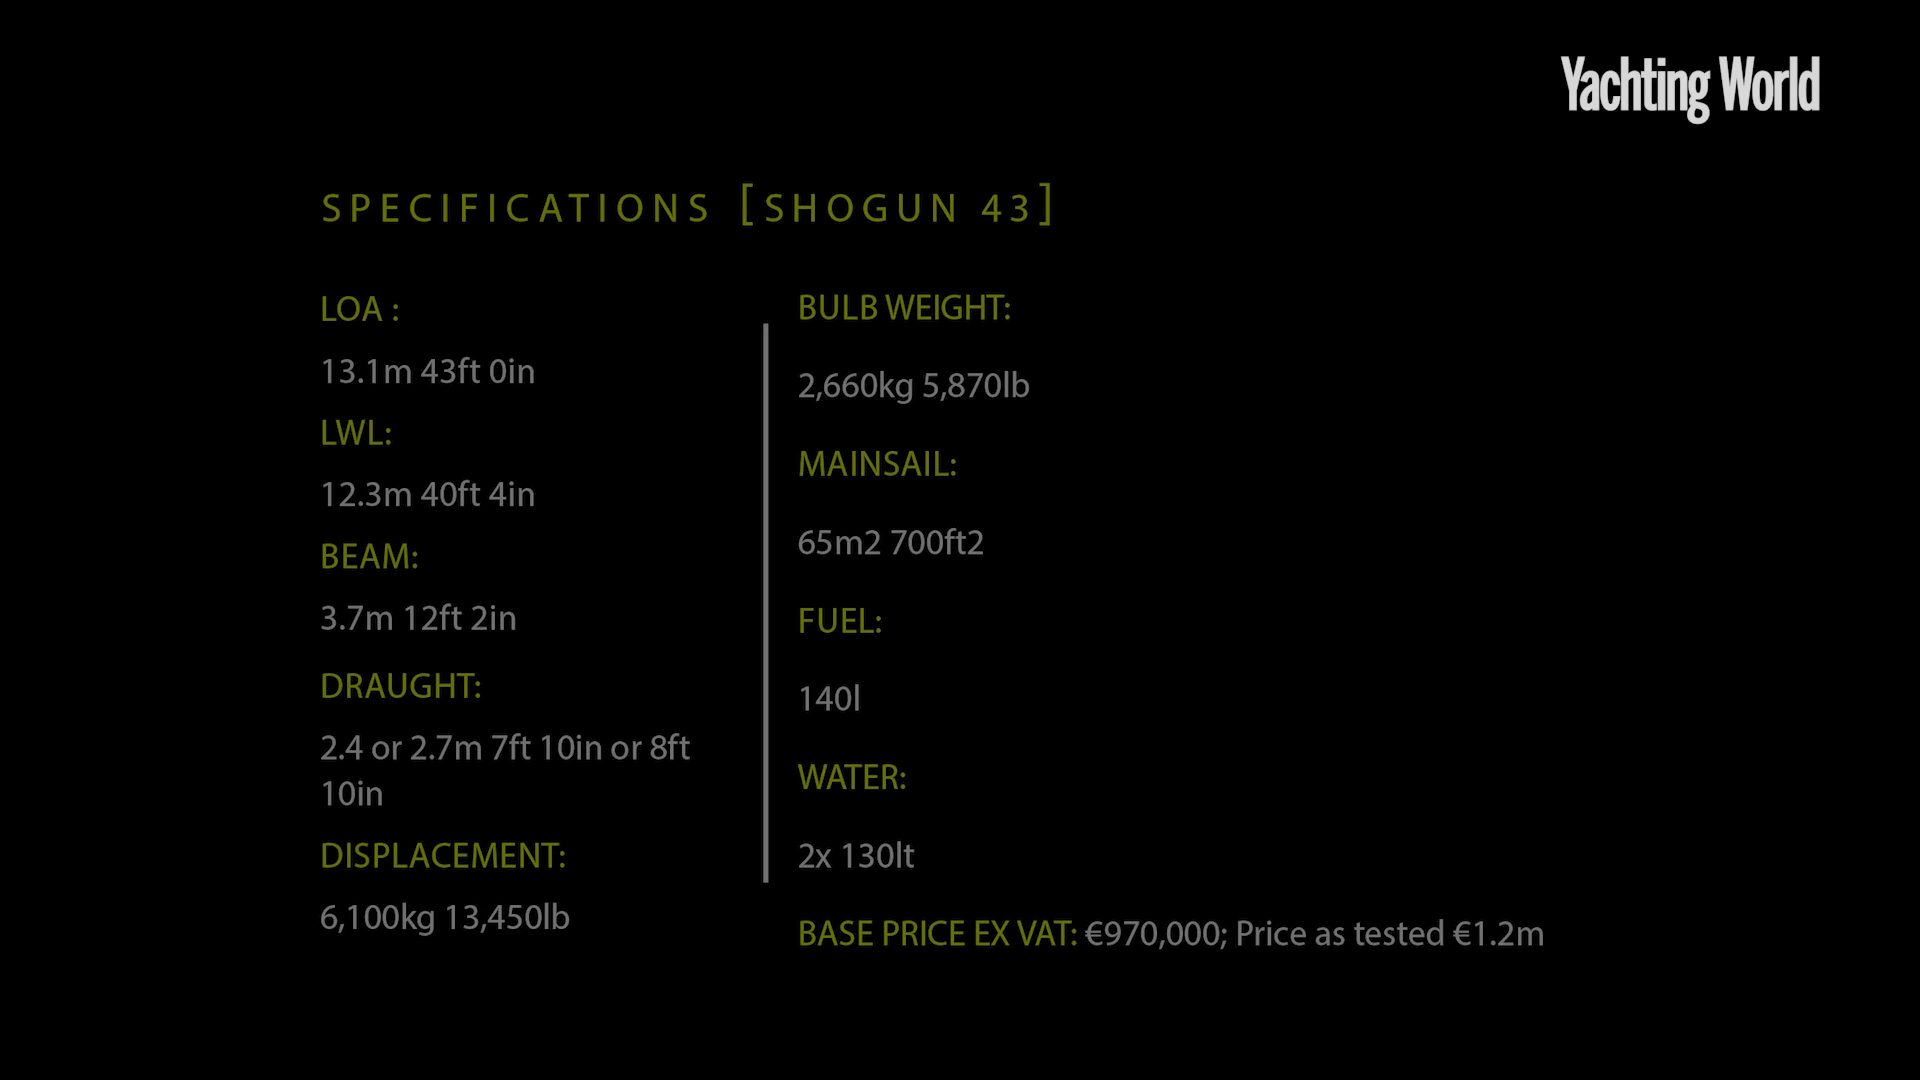 Yachting World
SPECIFICATIONS [SHOGUN 43]
LOA :
13.1m 43ft 0in
LWL:
12.3m 40ft 4in
BEAM:
3.7m 12ft 2in
DRAUGHT:
2.4 or 2.7m 7ft 10in or 8ft
10in
DISPLACEMENT:
6,100kg 13,450lb
BULB WEIGHT:
2,660kg 5,870lb
MAINSAIL:
65m2 700ft2
FUEL:
140l
WATER:
2x 130lt
BASE PRICE EX VAT: €970,000; Price as tested €1.2m